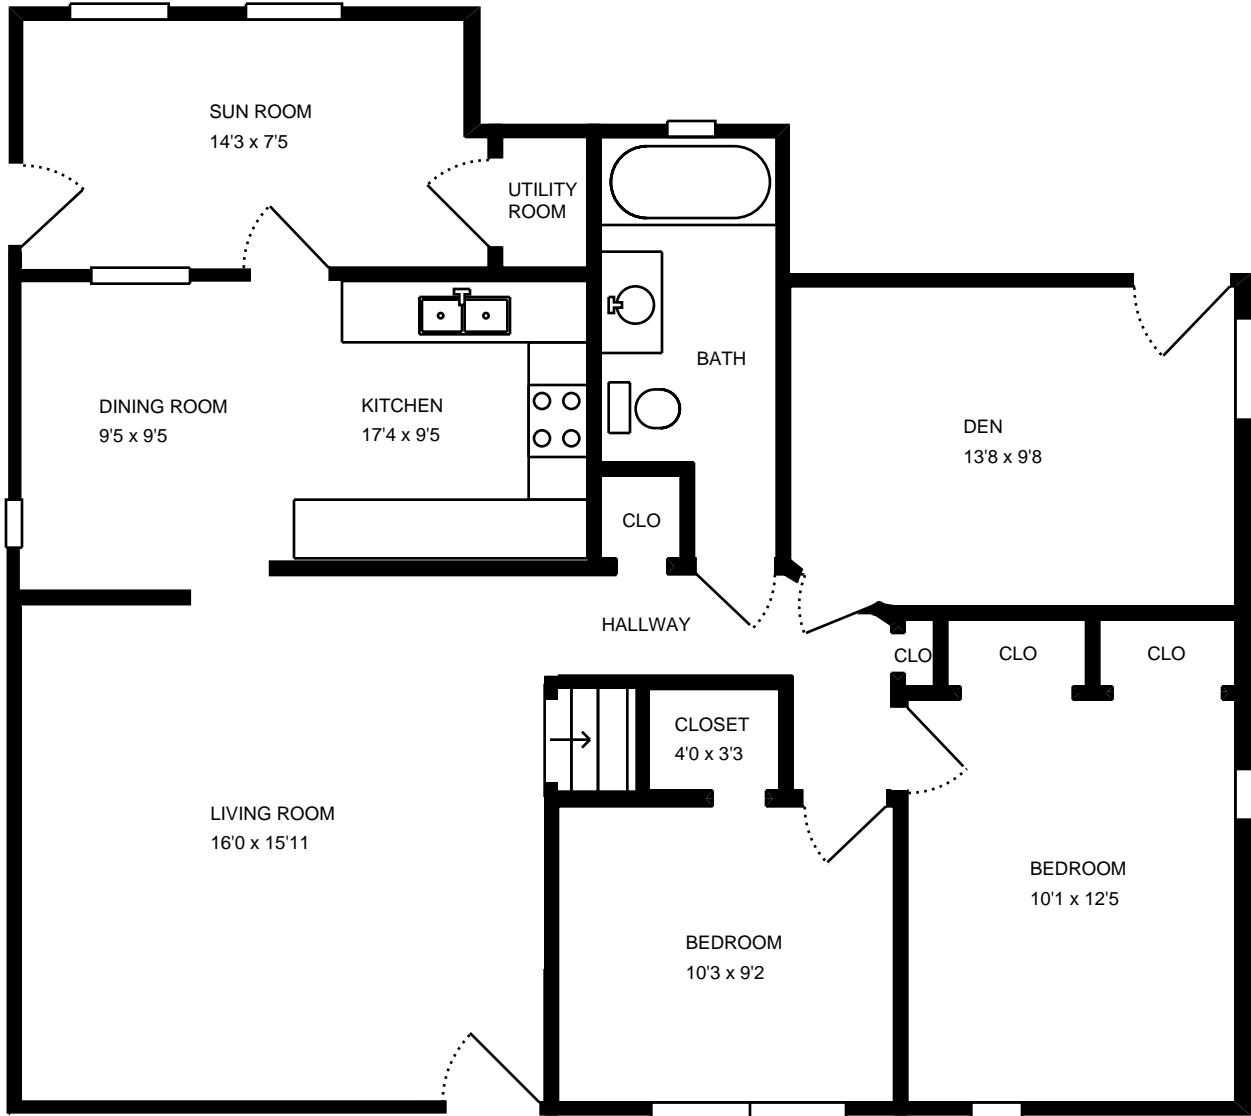 SUN ROOM
14'3 x 7'5
UTILITY
ROOM
BATH
DINING ROOM
9'5 x 9'5
KITCHEN
17'4 x 9'5
DEN
13'8 x 9'8
CLO
HALLWAY
CLO
CLO
CLO
CLOSET
4'0 x 3'3
LIVING ROOM
16'0 x 15'11
BEDROOM
10'1 x 12'5
BEDROOM
10'3 x 9'2